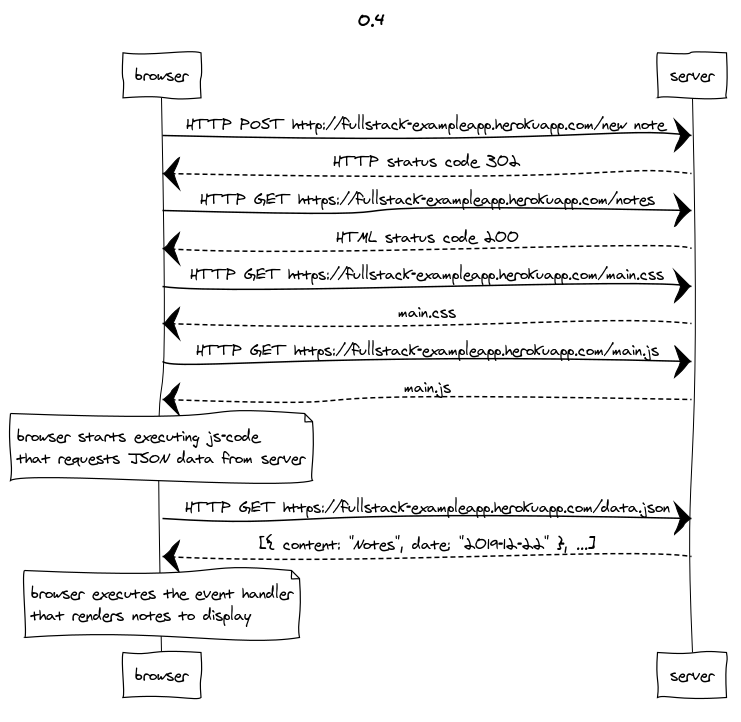 0.4
browser server
HTTP POST http://fullstack-exampleapp.herokuapp.com/new note
HTTP status code 302
HTTP GET https://fullstack-exampleapp.herokuapp.com/notes
HTML status code 200
HTTP GET https://fullstack-exampleapp.herokuapp.com/main.css
main.css
HTTP GET https://fullstack-exampleapp.herokuapp.com/main.js
main.js
browser starts executing js-code
that requests JSON data from server
HTTP GET https://fullstack-exampleapp.herokuapp.com/data.json
[{ content: "Notes", date: "2019-12-22" }, ...]
browser executes the event handler
that renders notes to display
browser server